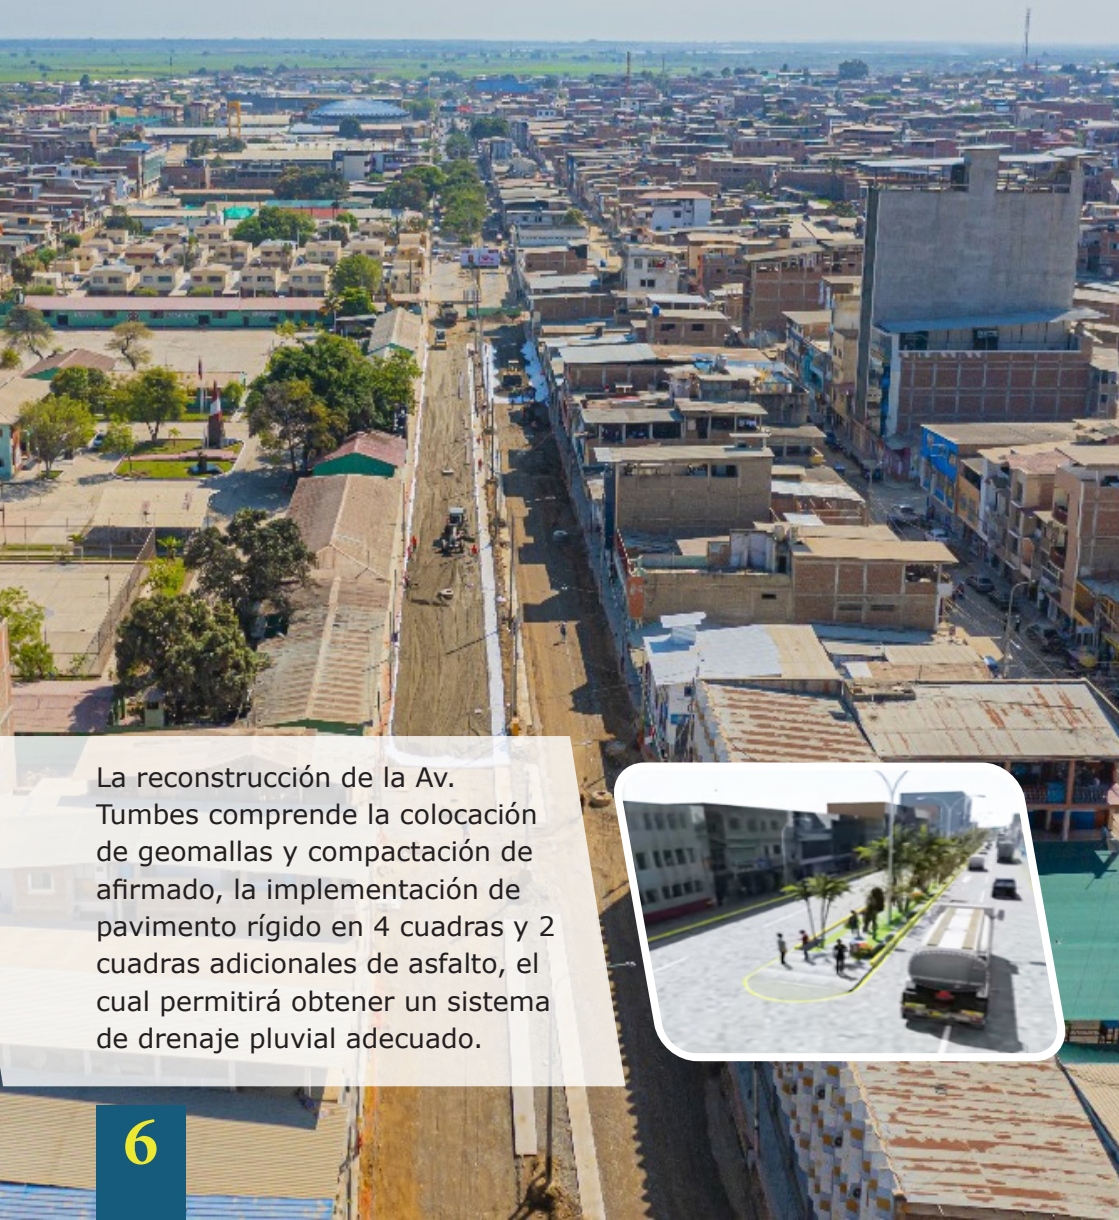 La reconstrucción de la Av.
Tumbes comprende la colocación
de geomallas y compactación de
afirmado, la implementación de
pavimento rígido en 4 cuadras y 2
cuadras adicionales de asfalto, el
cual permitirá obtener un sistema
de drenaje pluvial adecuado.
6